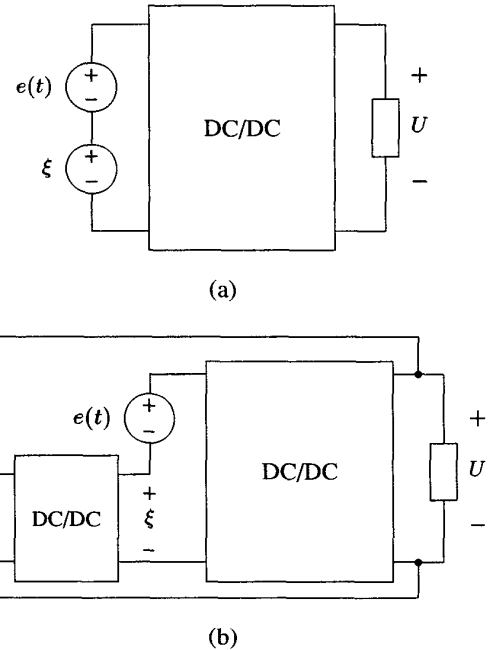 +
e(t)
−
DC/DC
+
U
−
+
ξ
−
(a)
+
e(t)
−
DC/DC
+
U
−
DC/DC
+
ξ
−
(b)